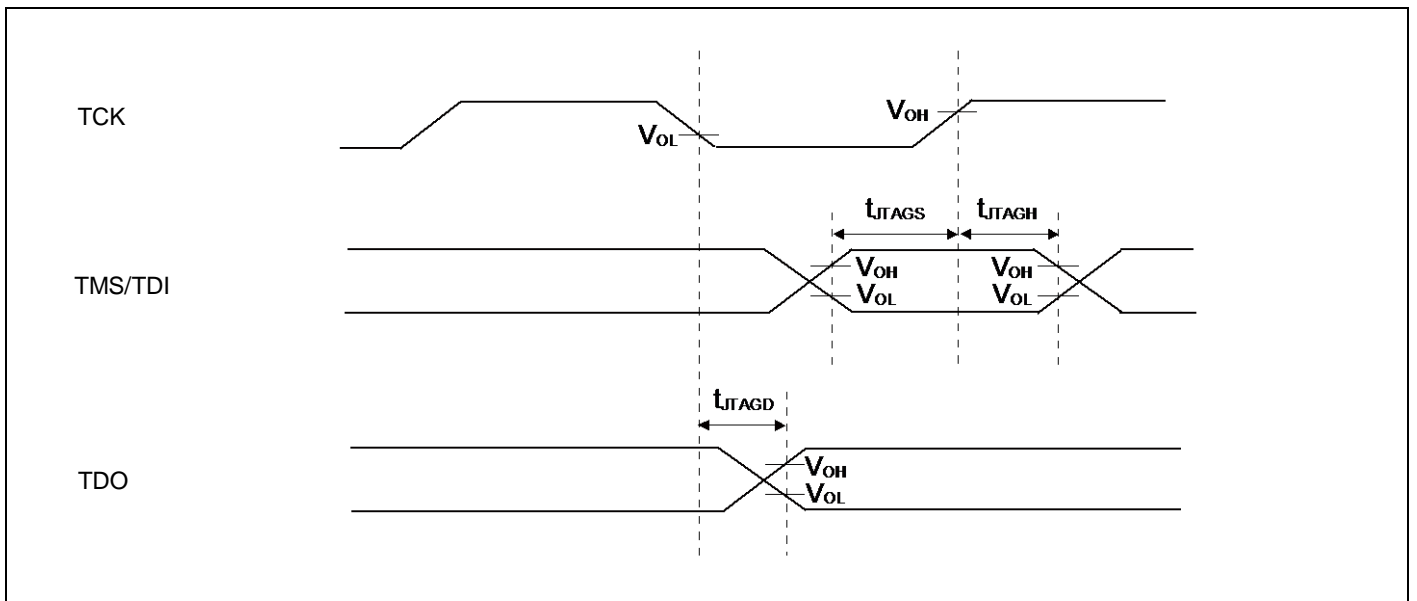 TCK
VOL
VOH
tJTAGS tJTAGH
TMS/TDI
VOH VOH
VOL VOL
tJTAGD
TDO
VOH
VOL